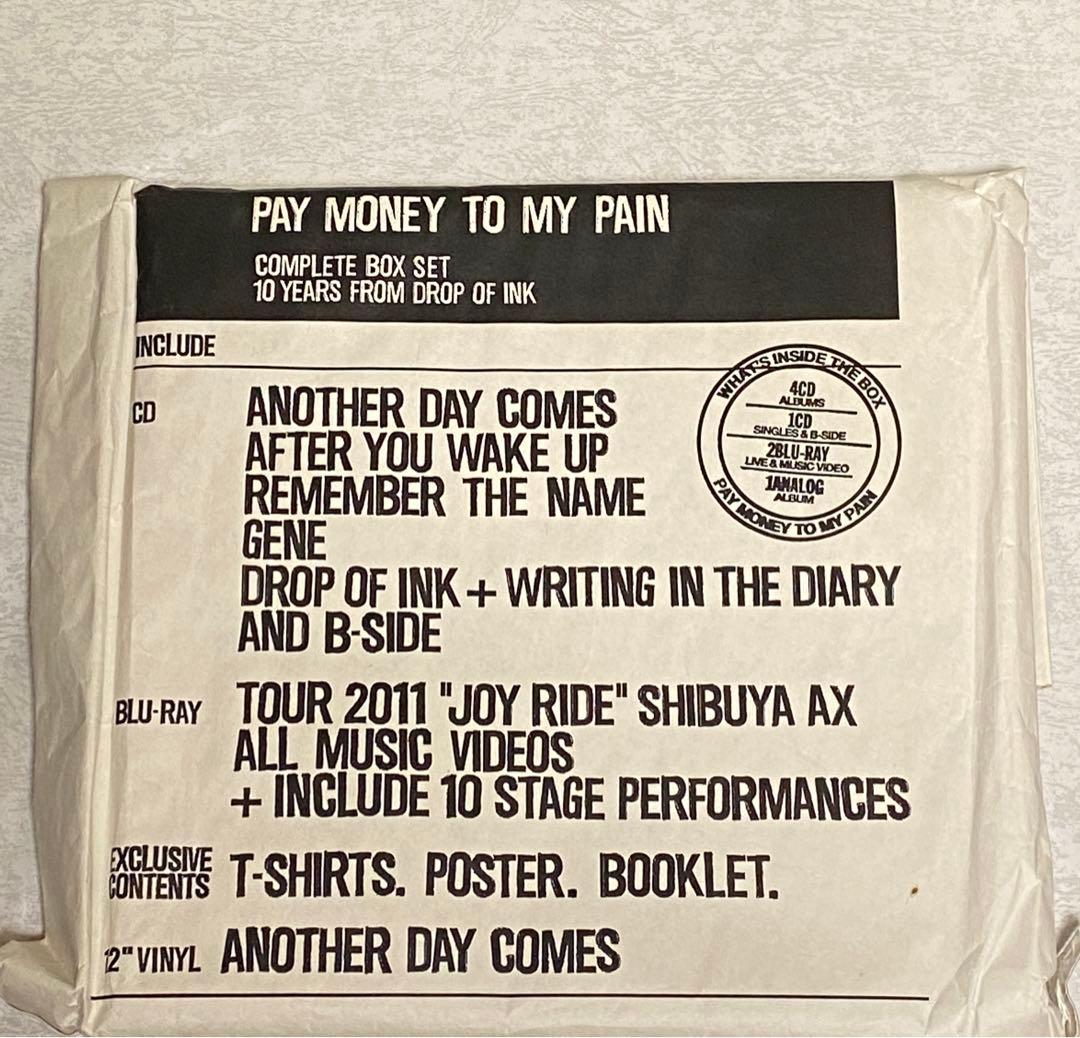 PAY MONEY TO MY PAIN
COMPLETE BOX SET
10 YEARS FROM DROP OF INK
INCLUDE
CD
ANOTHER DAY COMES
AFTER YOU WAKE UP
REMEMBER THE NAME
GENE
DROP OF INK + WRITING IN THE DIARY
AND B-SIDE
WHAT'S INSIDE THE BOX
4CD
ALBUMS
1CD
SINGLES & B-SIDE
2BLU-RAY
LIVE & MUSIC VIDEO
1ANALOG
ALBUM
PAY MONEY TO MY PAIN
BLU-RAY
TOUR 2011 "JOY RIDE" SHIBUYA AX
ALL MUSIC VIDEOS
+ INCLUDE 10 STAGE PERFORMANCES
EXCLUSIVE
CONTENTS
T-SHIRTS. POSTER. BOOKLET.
12" VINYL
ANOTHER DAY COMES